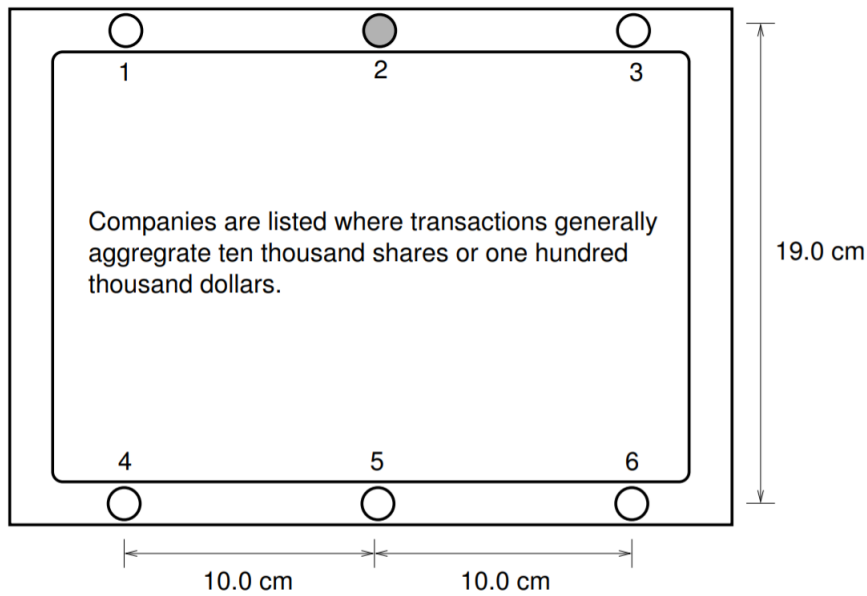 1 2 3
Companies are listed where transactions generally
aggregrate ten thousand shares or one hundred
thousand dollars.
19.0 cm
4 5 6
10.0 cm 10.0 cm